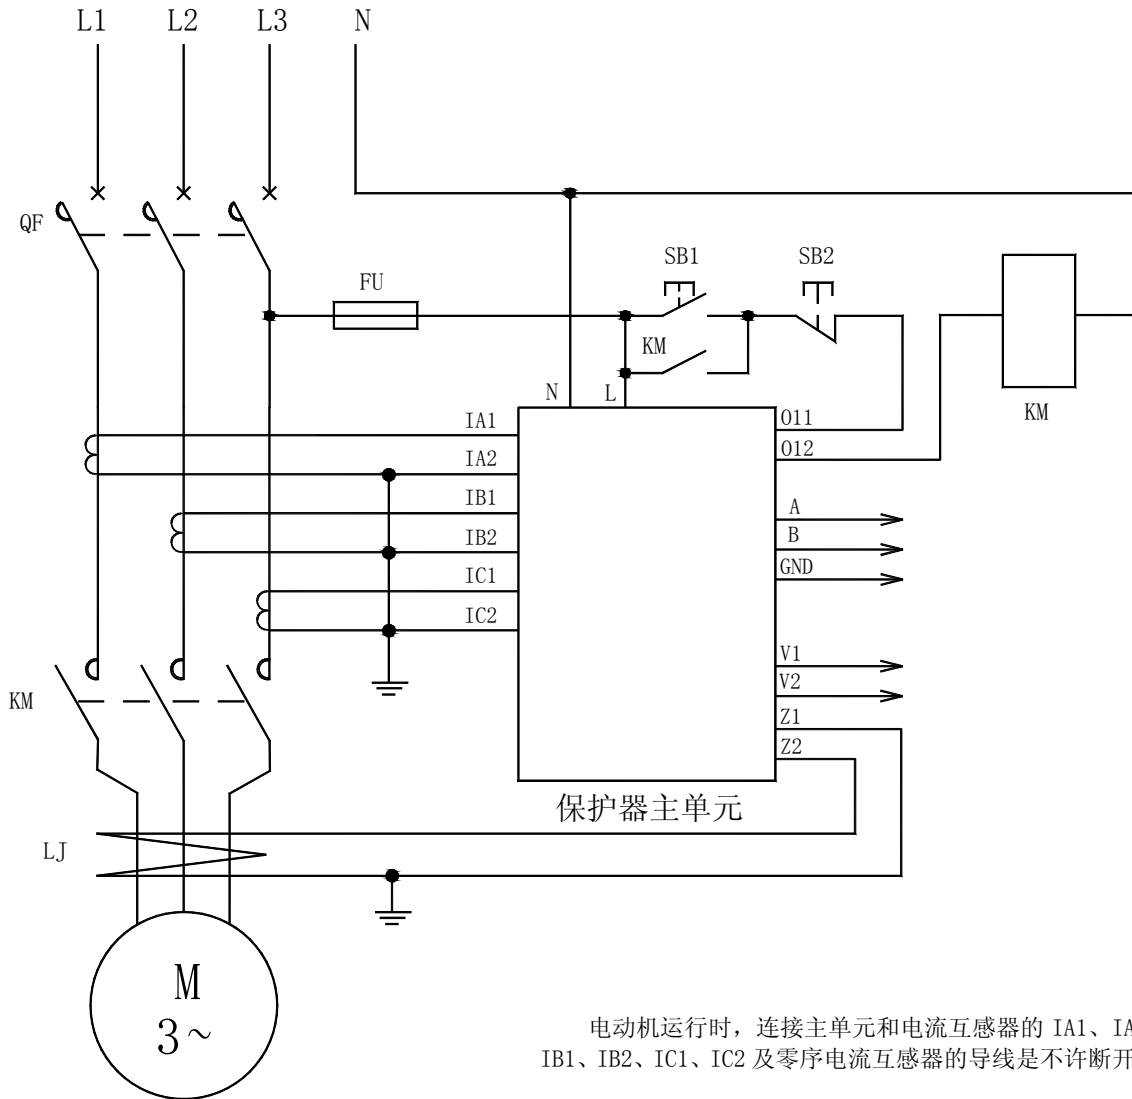 L1 L2 L3 N
QF
FU
SB1 SB2
KM
KM
N L
IA1
IA2
IB1
IB2
IC1
IC2
O11
O12
A
B
GND
V1
V2
Z1
Z2
KM
保护器主单元
LJ
M
3~
电动机运行时，连接主单元和电流互感器的 IA1、IA
IB1、IB2、IC1、IC2 及零序电流互感器的导线是不许断开